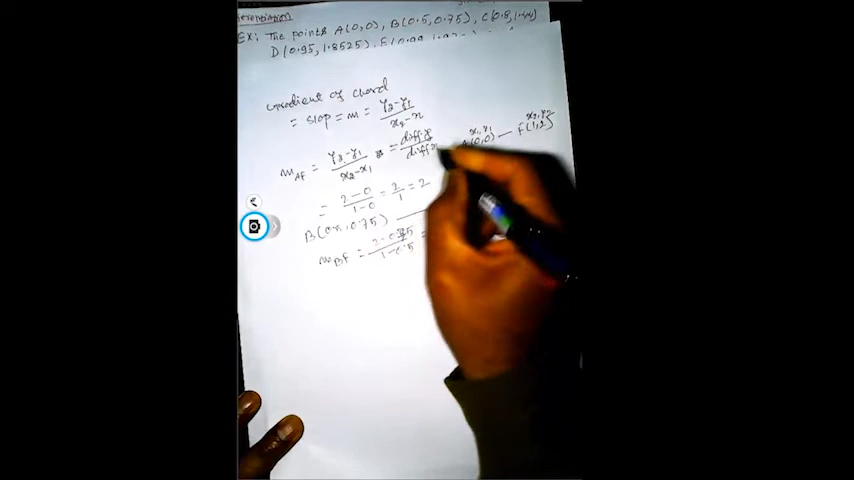 erentiation
EX: The points A(0,0), B(0.5,0.75), C(0.8,1.44)
D(0.95,1.8525), F(0.99,
Gradient of chord
= slop = m = y2-y1 / x2-x
mAF = y2-y1 / x2-x1 = diff.y / diff x A(0,0) x1,y1 — F(1,2) x2,y2
= 2-0 / 1-0 = 2/1 = 2
B(0.5,0.75) —
mBF = 2-0.75 / 1-0.5 =